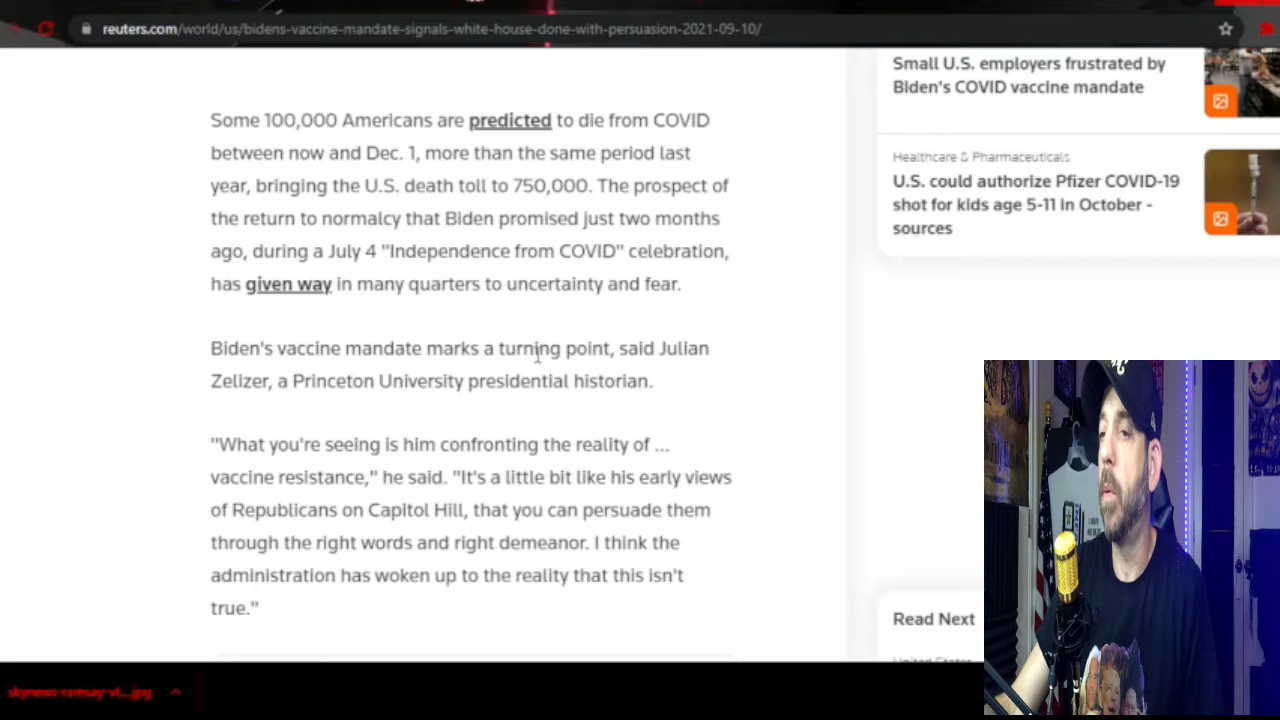 reuters.com/world/us/bidens-vaccine-mandate-signals-white-house-done-with-persuasion-2021-09-10/
Some 100,000 Americans are predicted to die from COVID
between now and Dec. 1, more than the same period last
year, bringing the U.S. death toll to 750,000. The prospect of
the return to normalcy that Biden promised just two months
ago, during a July 4 "Independence from COVID" celebration,
has given way in many quarters to uncertainty and fear.
Biden's vaccine mandate marks a turning point, said Julian
Zelizer, a Princeton University presidential historian.
"What you're seeing is him confronting the reality of ...
vaccine resistance," he said. "It's a little bit like his early views
of Republicans on Capitol Hill, that you can persuade them
through the right words and right demeanor. I think the
administration has woken up to the reality that this isn't
true."
Small U.S. employers frustrated by
Biden's COVID vaccine mandate
Healthcare & Pharmaceuticals
U.S. could authorize Pfizer COVID-19
shot for kids age 5-11 in October -
sources
Read Next
skynews-ramsay-vt....jpg